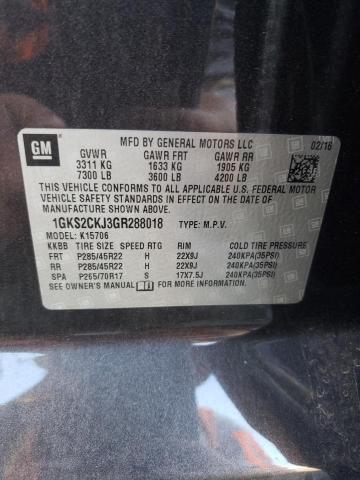 GM MFD BY GENERAL MOTORS LLC 02/16
GVWR GAWR FRT GAWR RR
3311 KG 1633 KG 1905 KG
7300 LB 3600 LB 4200 LB
THIS VEHICLE CONFORMS TO ALL APPLICABLE U.S. FEDERAL MOTOR
VEHICLE SAFETY AND THEFT PREVENTION STANDARDS IN EFFECT ON THE DATE OF
MANUFACTURE SHOWN ABOVE.
1GKS2CKJ3GR288018 TYPE: M.P.V.
MODEL: K15706
KKBB TIRE SIZE SPEED RTG RIM COLD TIRE PRESSURE
FRT P285/45R22 H 22X9J 240KPA(35PSI)
RR P285/45R22 H 22X9J 240KPA(35PSI)
SPA P265/70R17 S 17X7.5J 240KPA(35PSI)
SEE OWNER'S MANUAL FOR MORE INFORMATION.